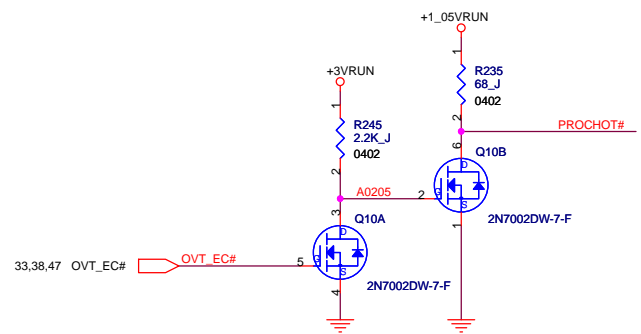 +1_05VRUN
1
R235
68_J
0402
2
PROCHOT#
+3VRUN
1
R245
2.2K_J
0402
2
6
Q10B
D
A0205
2
G
S
2N7002DW-7-F
1
3
Q10A
D
33,38,47 OVT_EC#
OVT_EC#
5
G
S
2N7002DW-7-F
4